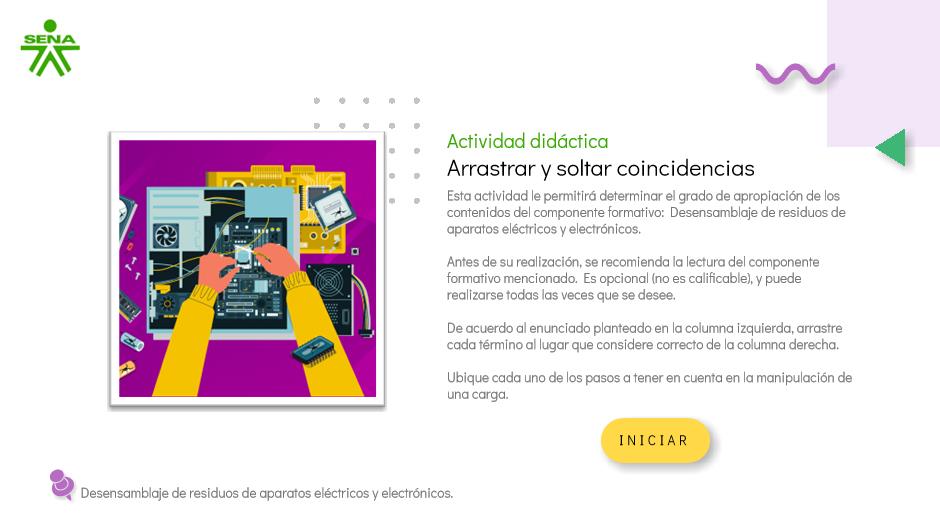 SENA
Actividad didáctica
Arrastrar y soltar coincidencias
Esta actividad le permitirá determinar el grado de apropiación de los
contenidos del componente formativo: Desensamblaje de residuos de
aparatos eléctricos y electrónicos.
Antes de su realización, se recomienda la lectura del componente
formativo mencionado. Es opcional (no es calificable), y puede
realizarse todas las veces que se desee.
De acuerdo al enunciado planteado en la columna izquierda, arrastre
cada término al lugar que considere correcto de la columna derecha.
Ubique cada uno de los pasos a tener en cuenta en la manipulación de
una carga.
INICIAR
Desensamblaje de residuos de aparatos eléctricos y electrónicos.